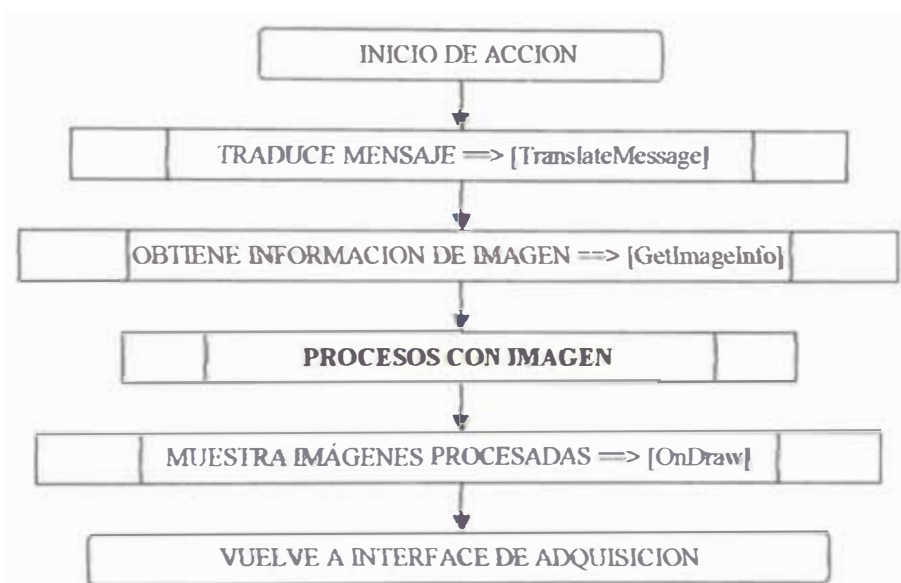 INICIO DE ACCION
TRADUCE MENSAJE ==> [TranslateMessage]
OBTIENE INFORMACION DE IMAGEN ==> [GetImageInfo]
PROCESOS CON IMAGEN
MUESTRA IMÁGENES PROCESADAS ==> [OnDraw]
VUELVE A INTERFACE DE ADQUISICION